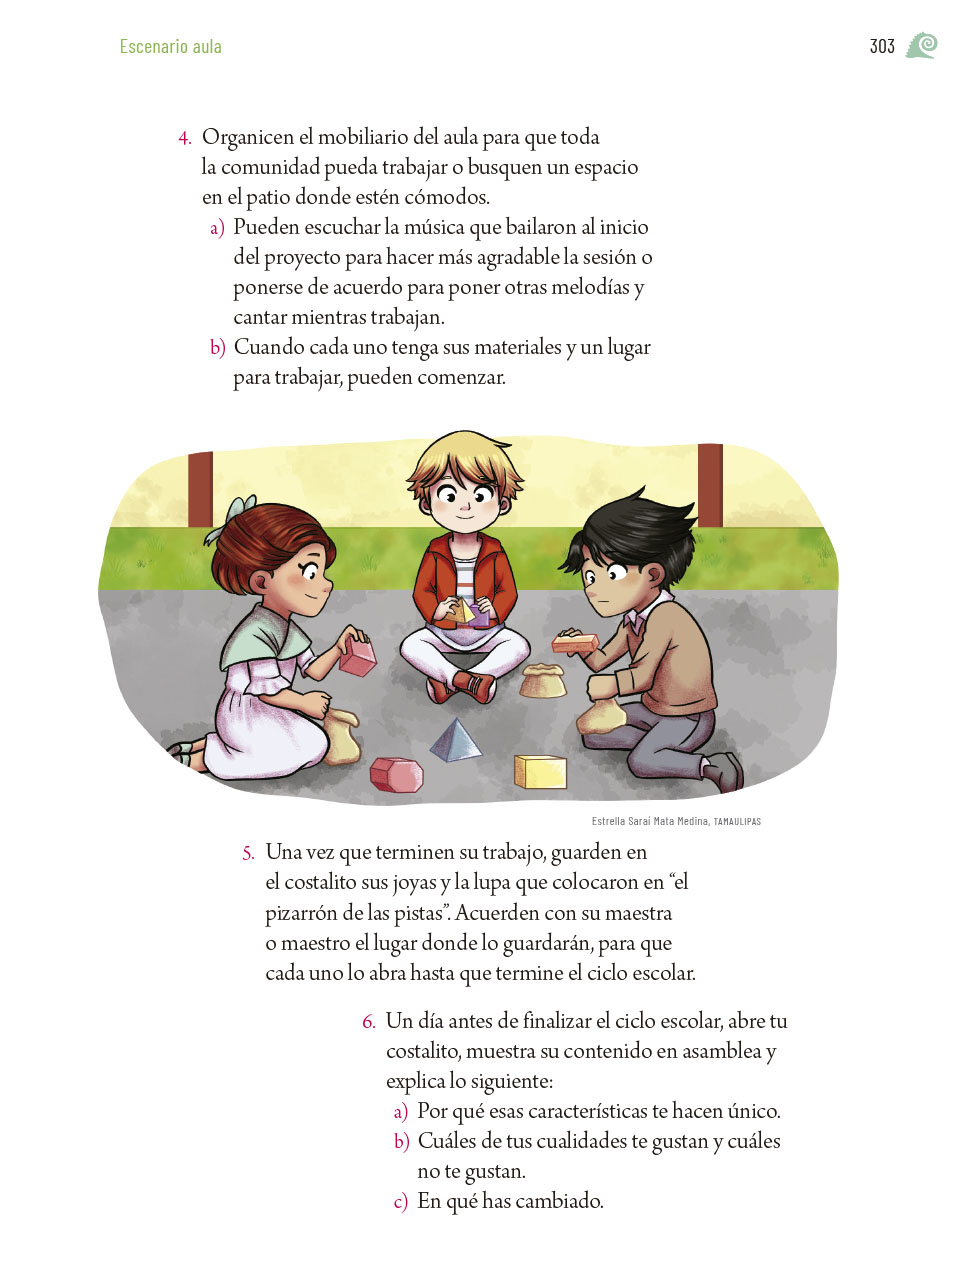 Escenario aula
303
4. Organicen el mobiliario del aula para que toda
la comunidad pueda trabajar o busquen un espacio
en el patio donde estén cómodos.
a) Pueden escuchar la música que bailaron al inicio
del proyecto para hacer más agradable la sesión o
ponerse de acuerdo para poner otras melodías y
cantar mientras trabajan.
b) Cuando cada uno tenga sus materiales y un lugar
para trabajar, pueden comenzar.
Estrella Saraí Mata Medina, TAMAULIPAS
5. Una vez que terminen su trabajo, guarden en
el costalito sus joyas y la lupa que colocaron en “el
pizarrón de las pistas”. Acuerden con su maestra
o maestro el lugar donde lo guardarán, para que
cada uno lo abra hasta que termine el ciclo escolar.
6. Un día antes de finalizar el ciclo escolar, abre tu
costalito, muestra su contenido en asamblea y
explica lo siguiente:
a) Por qué esas características te hacen único.
b) Cuáles de tus cualidades te gustan y cuáles
no te gustan.
c) En qué has cambiado.